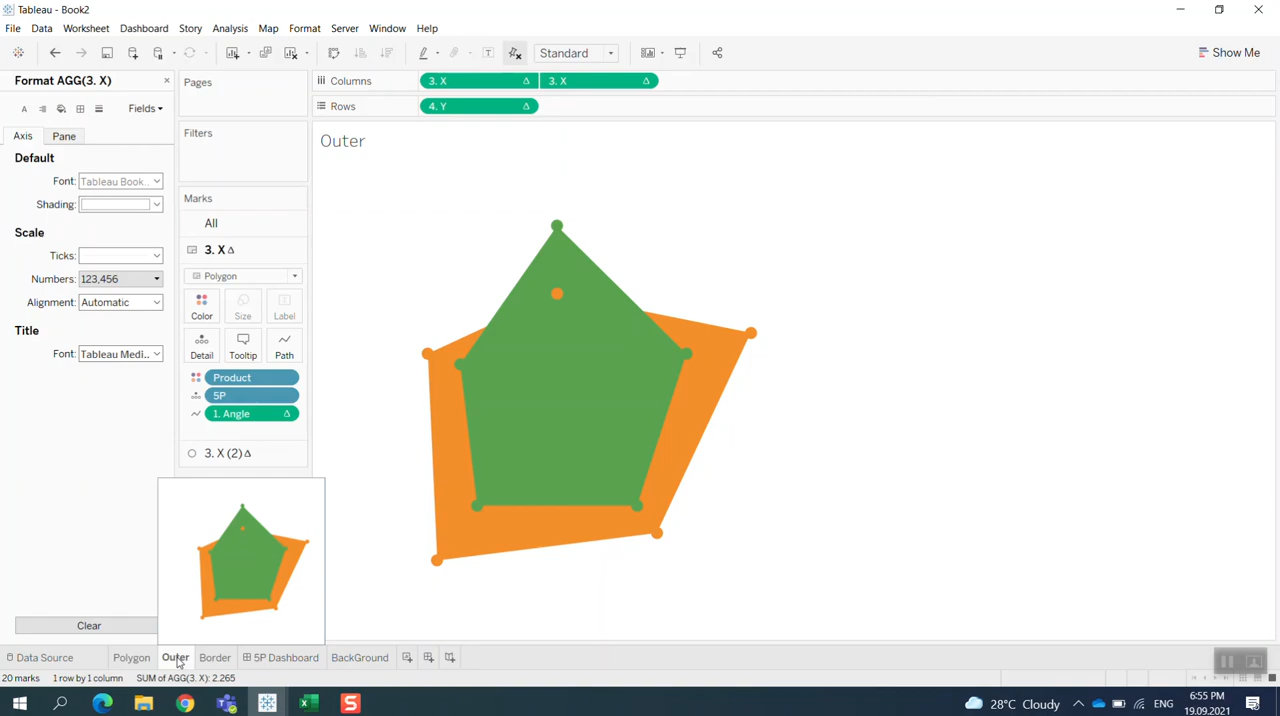 Tableau - Book2
File Data Worksheet Dashboard Story Analysis Map Format Server Window Help
Standard
Show Me
Format AGG(3. X)
Fields
Axis Pane
Default
Font: Tableau Book..
Shading:
Scale
Ticks:
Numbers: 123,456
Alignment: Automatic
Title
Font: Tableau Medi..
Clear
Pages
Filters
Marks
All
3. X
Polygon
Color Size Label
Detail Tooltip Path
Product
5P
1. Angle
3. X (2)
Columns 3. X 3. X
Rows 4. Y
Outer
Data Source Polygon Outer Border 5P Dashboard BackGround
20 marks 1 row by 1 column SUM of AGG(3. X): 2.265
28°C Cloudy ENG 6:55 PM
19.09.2021